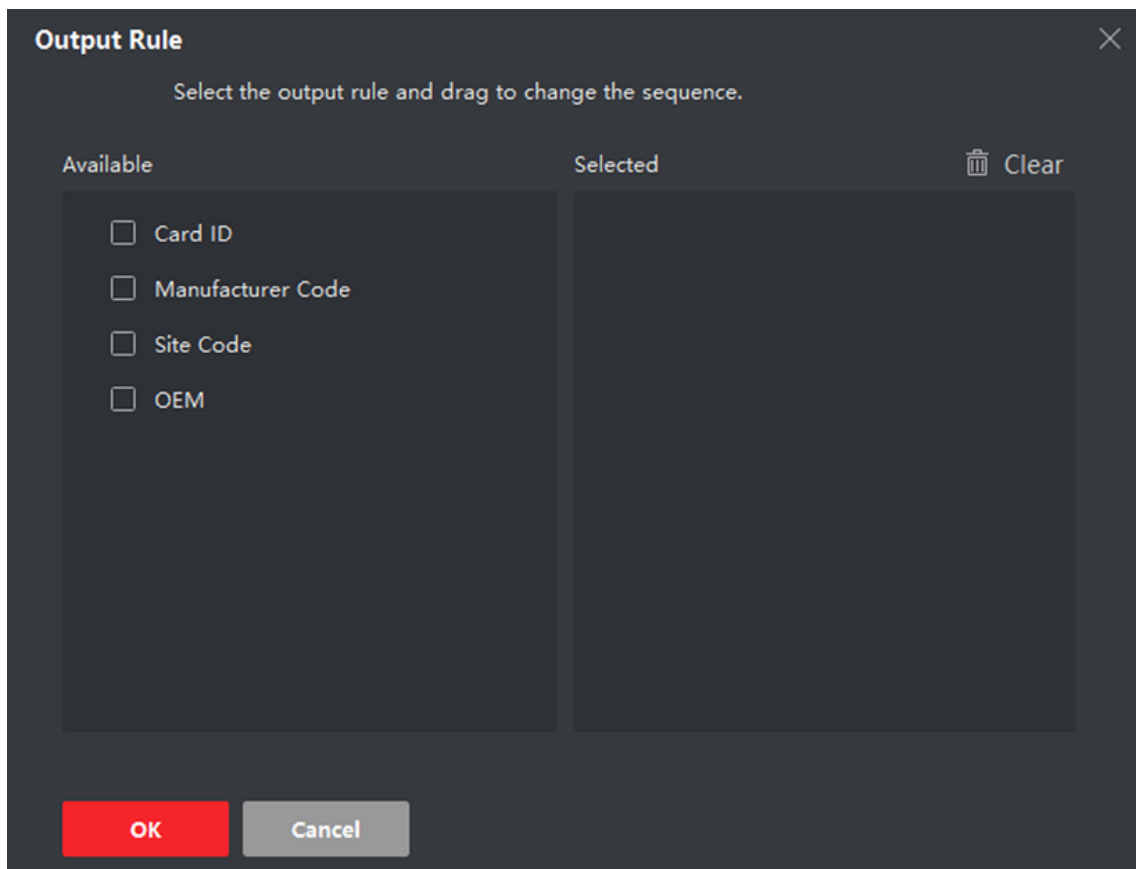 Output Rule
Select the output rule and drag to change the sequence.
Available
Selected
Clear
Card ID
Manufacturer Code
Site Code
OEM
OK
Cancel